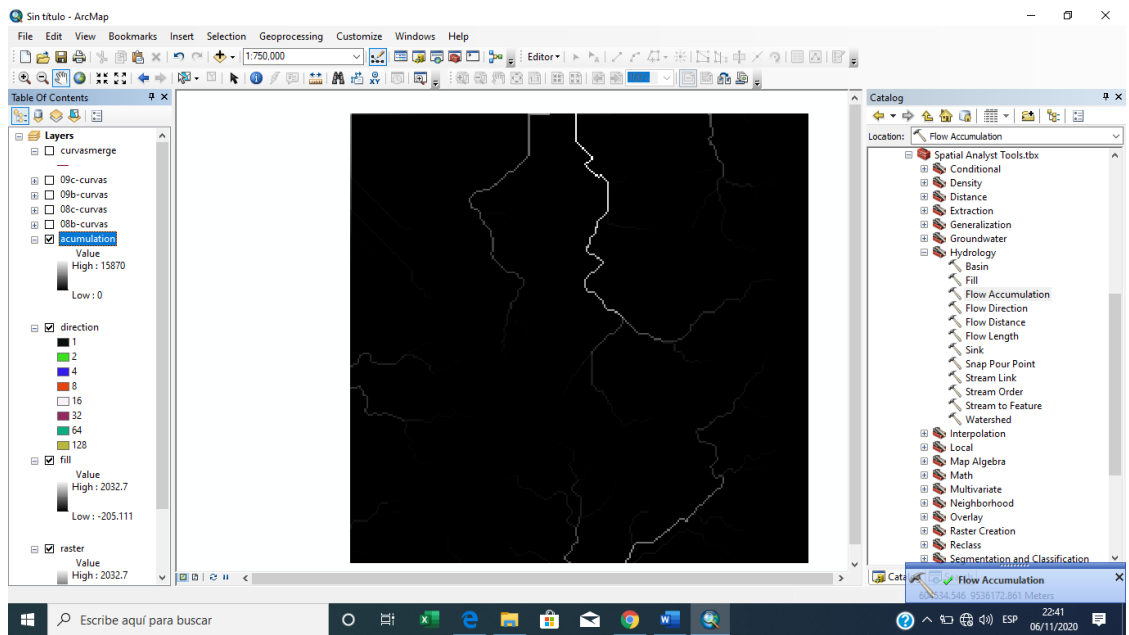 Sin título - ArcMap
File Edit View Bookmarks Insert Selection Geoprocessing Customize Windows Help
1:750,000
Editor
Table Of Contents
Layers
curvasmerge
09c-curvas
09b-curvas
08c-curvas
08b-curvas
acumulation
Value
High : 15870
Low : 0
direction
1
2
4
8
16
32
64
128
fill
Value
High : 2032.7
Low : -205.111
raster
Value
High : 2032.7
Catalog
Location: Flow Accumulation
Spatial Analyst Tools.tbx
Conditional
Density
Distance
Extraction
Generalization
Groundwater
Hydrology
Basin
Fill
Flow Accumulation
Flow Direction
Flow Distance
Flow Length
Sink
Snap Pour Point
Stream Link
Stream Order
Stream to Feature
Watershed
Interpolation
Local
Map Algebra
Math
Multivariate
Neighborhood
Overlay
Raster Creation
Reclass
Segmentation and Classification
Flow Accumulation
604534.546 9536172.861 Meters
Escribe aquí para buscar
ESP
22:41
06/11/2020